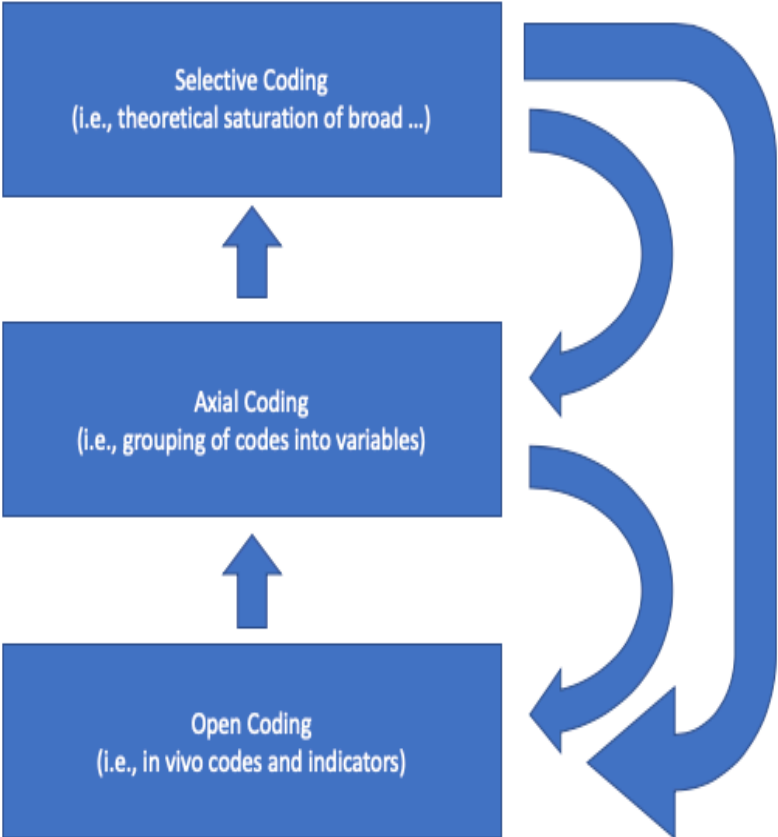 Selective Coding
(i.e., theoretical saturation of broad ...)
Axial Coding
(i.e., grouping of codes into variables)
Open Coding
(i.e., in vivo codes and indicators)